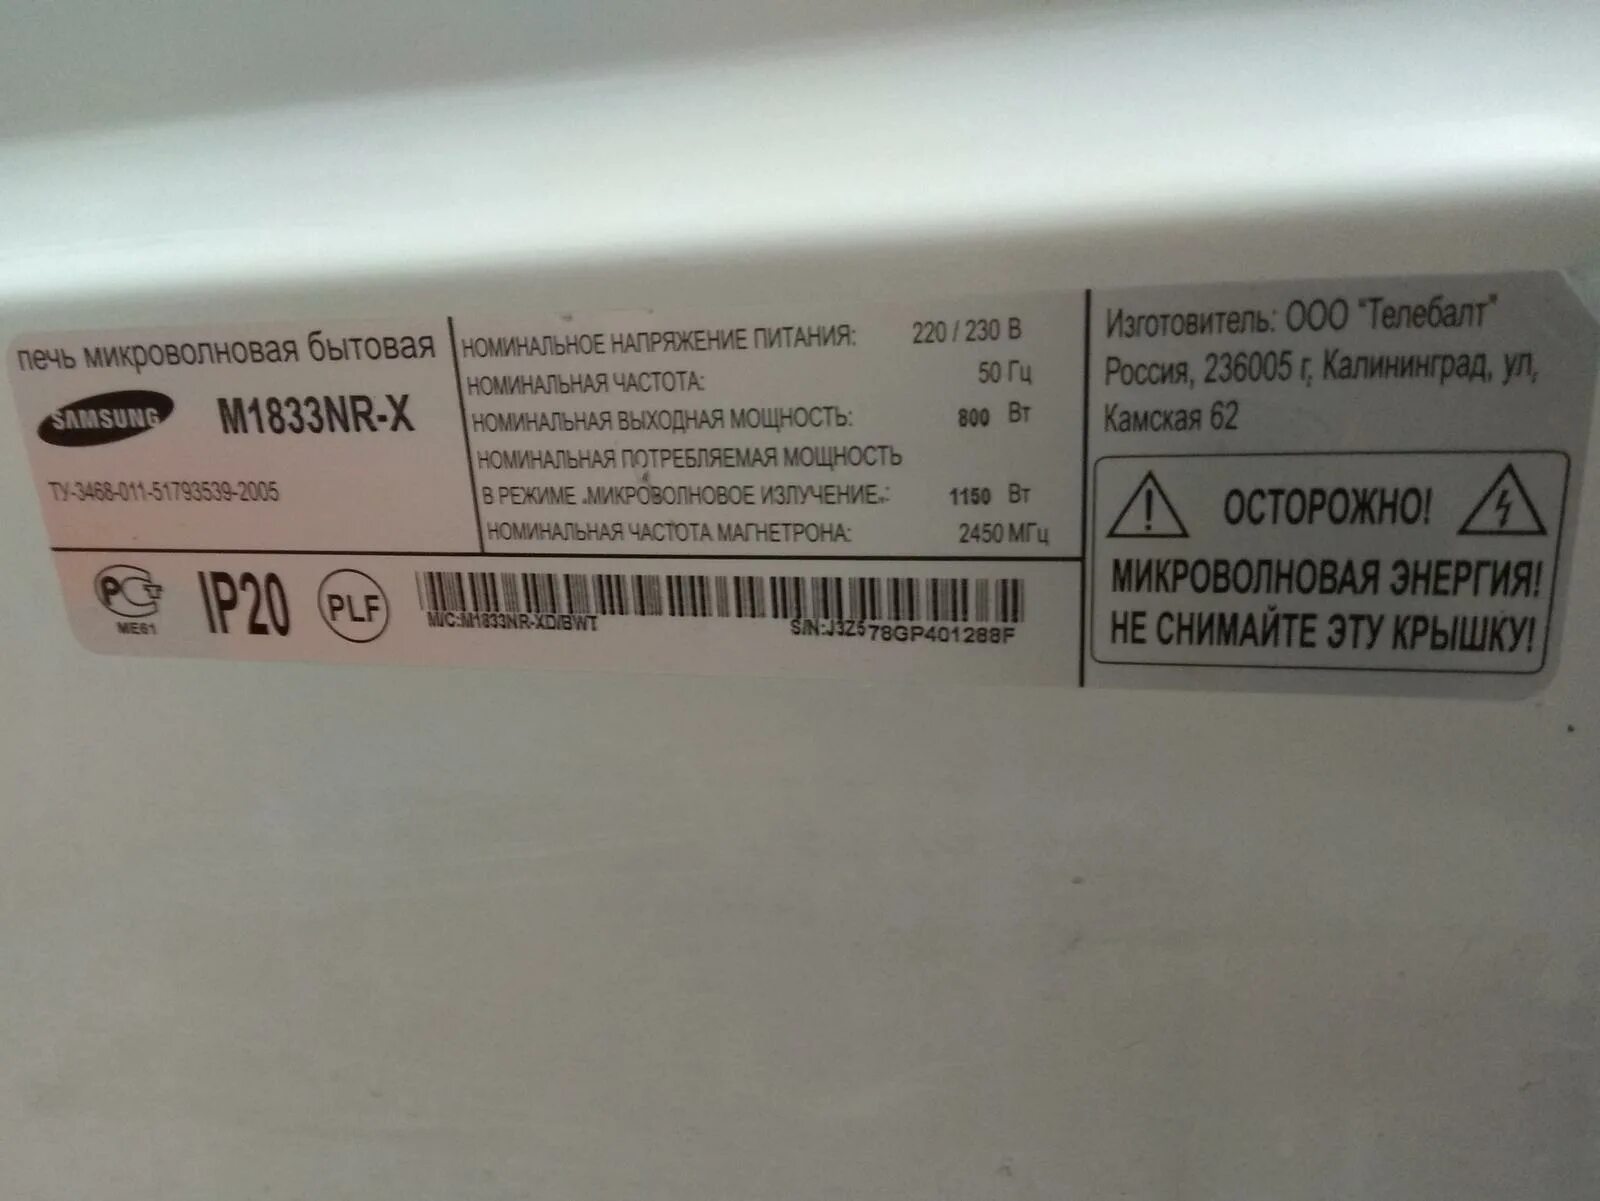 печь микроволновая бытовая
SAMSUNG M1833NR-X
ТУ-3468-011-51793539-2005
НОМИНАЛЬНОЕ НАПРЯЖЕНИЕ ПИТАНИЯ: 220 / 230 В
НОМИНАЛЬНАЯ ЧАСТОТА: 50 Гц
НОМИНАЛЬНАЯ ВЫХОДНАЯ МОЩНОСТЬ: 800 Вт
НОМИНАЛЬНАЯ ПОТРЕБЛЯЕМАЯ МОЩНОСТЬ
В РЕЖИМЕ „МИКРОВОЛНОВОЕ ИЗЛУЧЕНИЕ„: 1150 Вт
НОМИНАЛЬНАЯ ЧАСТОТА МАГНЕТРОНА: 2450 МГц
Изготовитель: ООО "Телебалт"
Россия, 236005 г, Калининград, ул,
Камская 62
ОСТОРОЖНО!
МИКРОВОЛНОВАЯ ЭНЕРГИЯ!
НЕ СНИМАЙТЕ ЭТУ КРЫШКУ!
РСТ
МЕ61
IP20
PLF
M/C:M1833NR-XD/BWT
S/N:J3Z578GP401288F